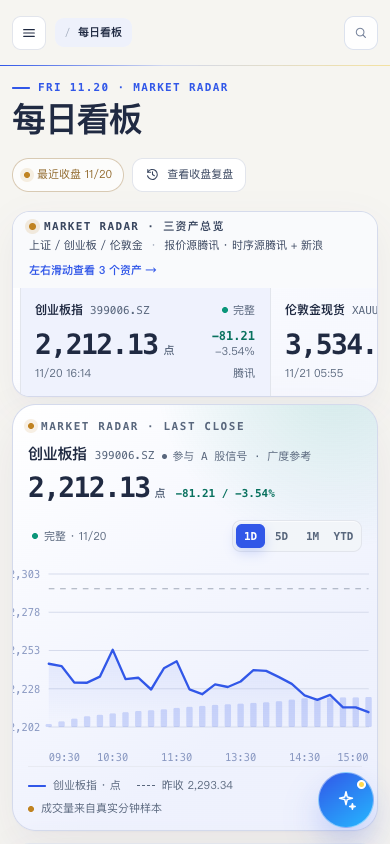 / 每日看板
FRI 11.20 · MARKET RADAR
每日看板
最近收盘 11/20
查看收盘复盘
MARKET RADAR · 三资产总览
上证 / 创业板 / 伦敦金 · 报价源腾讯 · 时序源腾讯 + 新浪
左右滑动查看 3 个资产 →
创业板指 399006.SZ 完整
2,212.13 点 −81.21
−3.54%
11/20 16:14 腾讯
伦敦金现货 XAU
3,534.
11/21 05:55
MARKET RADAR · LAST CLOSE
创业板指 399006.SZ 参与 A 股信号 · 广度参考
2,212.13 点 −81.21 / −3.54%
完整 · 11/20
1D 5D 1M YTD
2,303
2,278
2,253
2,228
2,202
09:30 10:30 11:30 13:30 14:30 15:00
创业板指 · 点 昨收 2,293.34
成交量来自真实分钟样本